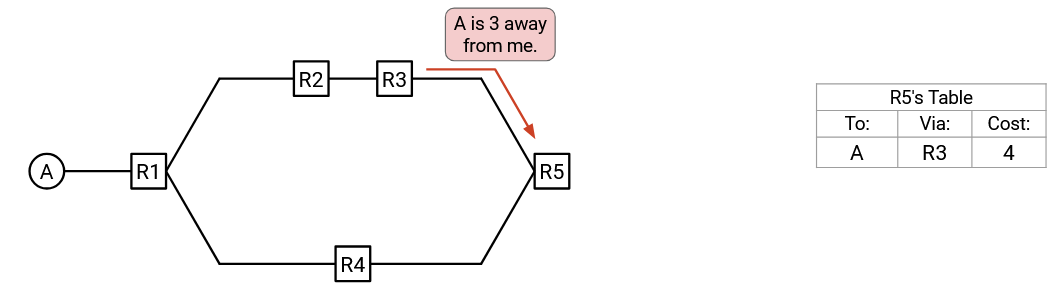 A is 3 away
from me.
R2
R3
A
R1
R5
R4
R5's Table
To: Via: Cost:
A R3 4